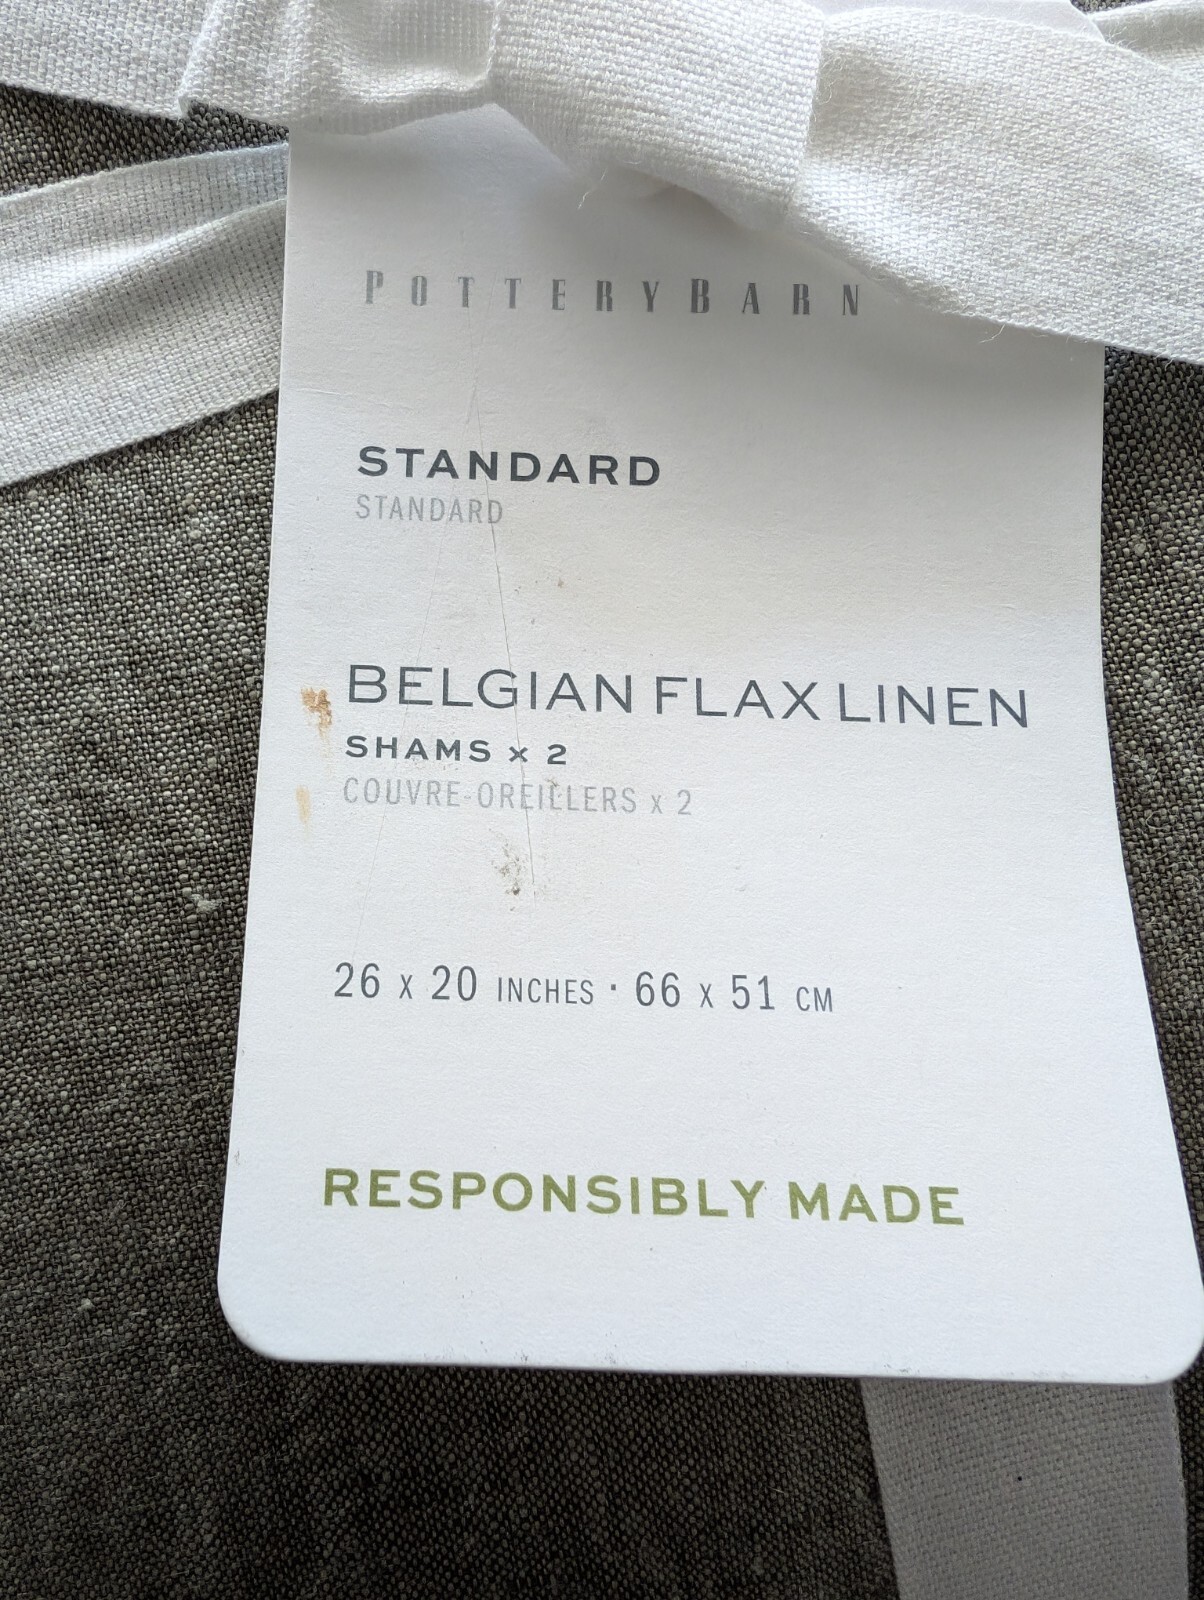 POTTERYBARN
STANDARD
STANDARD
BELGIAN FLAX LINEN
SHAMS x 2
COUVRE-OREILLERS x 2
26 x 20 INCHES · 66 x 51 CM
RESPONSIBLY MADE